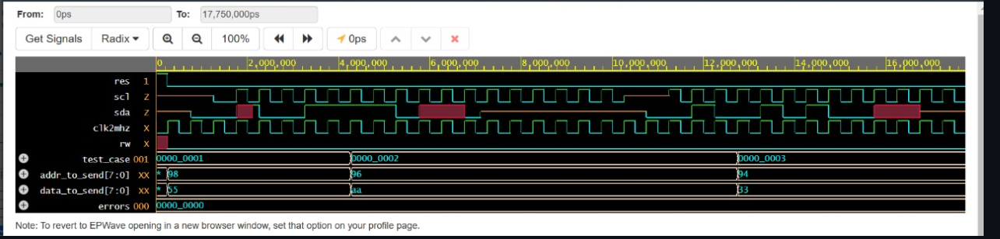 From: 0ps To: 17,750,000ps
Get Signals Radix 100% 0ps
0 2,000,000 4,000,000 6,000,000 8,000,000 10,000,000 12,000,000 14,000,000 16,000,000
res 1
scl Z
sda Z
clk2mhz X
rw X
test_case 001 0000_0001 0000_0002 0000_0003
addr_to_send[7:0] XX * 98 96 94
data_to_send[7:0] XX * 55 aa 33
errors 000 0000_0000
Note: To revert to EPWave opening in a new browser window, set that option on your profile page.